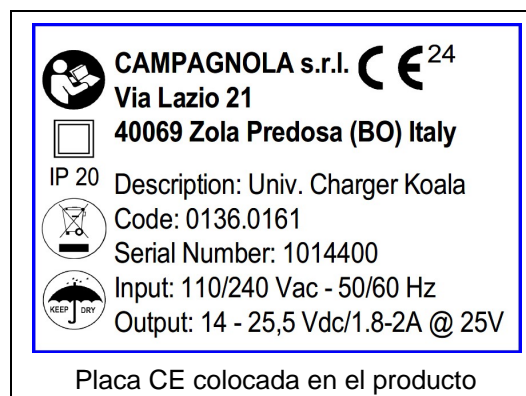 CAMPAGNOLA s.r.l. CE 24
Via Lazio 21
40069 Zola Predosa (BO) Italy
IP 20
Description: Univ. Charger Koala
Code: 0136.0161
Serial Number: 1014400
Input: 110/240 Vac - 50/60 Hz
KEEP DRY
Output: 14 - 25,5 Vdc/1.8-2A @ 25V
Placa CE colocada en el producto